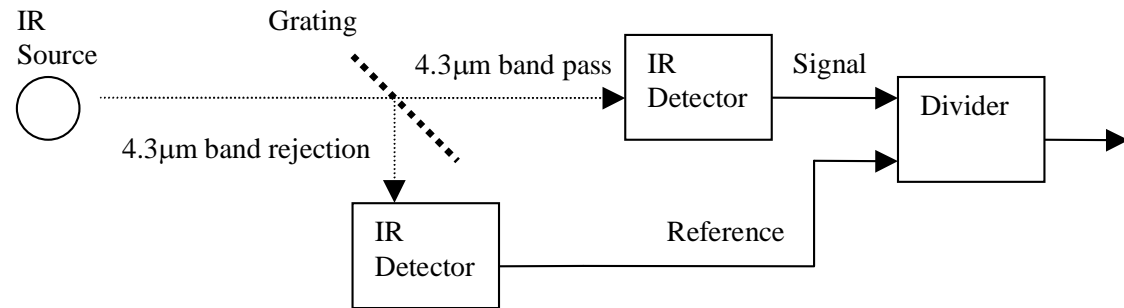 IR
Source
Grating
4.3μm band pass
IR
Detector
Signal
Divider
4.3μm band rejection
IR
Detector
Reference